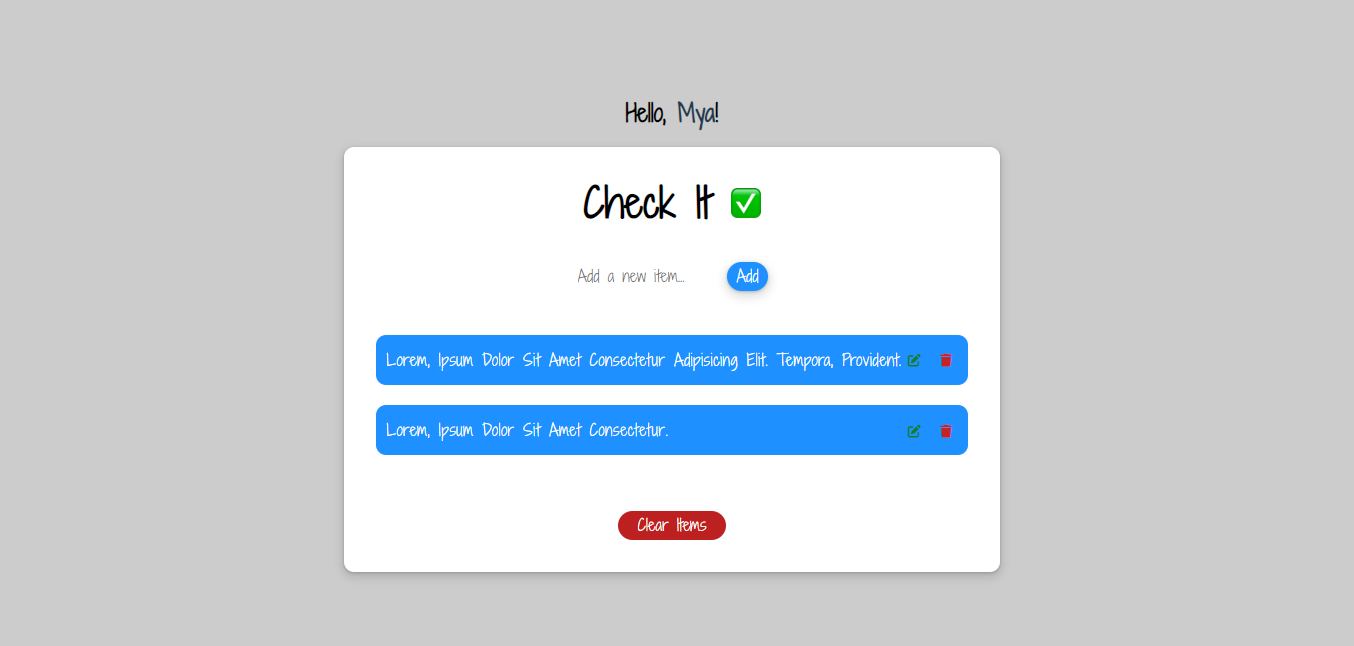 Hello, Mya!
Check It ✅
Add a new item...
Add
Lorem, Ipsum Dolor Sit Amet Consectetur Adipisicing Elit. Tempora, Provident.
Lorem, Ipsum Dolor Sit Amet Consectetur.
Clear Items